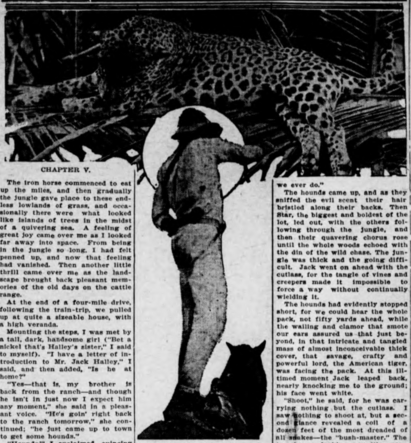 CHAPTER V.
The iron horse commenced to eat
up the miles, and then gradually
the jungle gave place to these end-
less lowlands of grass, and occa-
sionally there were what looked
like islands of trees in the midst
of a quivering sea. A feeling of
great joy came over me as I looked
far away into space. From being
in the jungle so long, I had felt
penned up, and now that feeling
had vanished. Then another little
thrill came over me as the land-
scape brought back pleasant mem-
ories of the old days on the cattle
range.
At the end of a four-mile drive,
following the train-trip, we pulled
up at quite a sizeable house, with
a high veranda.
Mounting the steps, I was met by
a tall, dark, handsome girl ("Bet a
nickel that's Halley's sister," I said
to myself). "I have a letter of in-
troduction to Mr. Jack Halley," I
said, and then added, "Is he at
home?"
"Yes—that is, my brother is
back from the ranch—and though
he isn't in just now I expect him
any moment," she said in a pleas-
ant voice. "He's goin' right back
to the ranch tomorrow," she con-
tinued; "he just came up to town
to get some hounds."
we ever do."
The hounds came up, and as they
sniffed the evil scent their hair
bristled along their backs. Then
Star, the biggest and boldest of the
lot, led out, with the others fol-
lowing through the jungle, and
then their quavering chorus rose
until the whole woods echoed with
the din of the wild chase. The jun-
gle was thick and the going diffi-
cult. Jack went on ahead with the
cutlass, for the tangle of vines and
creepers made it impossible to
force a way without continually
wielding it.
The hounds had evidently stopped
short, for we could hear the whole
pack, not fifty yards ahead, while
the wailing and clamor that smote
our ears assured us that just be-
yond, in that intricate and tangled
mass of almost inconceivable thick
cover, that savage, crafty and
powerful lord, the American tiger,
was facing the pack. At this ill-
timed moment Jack leaped back,
nearly knocking me to the ground;
his face went white.
"Shoot," he said, for he was car-
rying nothing but the cutlass. I
saw nothing to shoot at, but a sec-
ond glance revealed a coil of a
dozen feet of the most dreaded of
all snakes—the "bush-master."